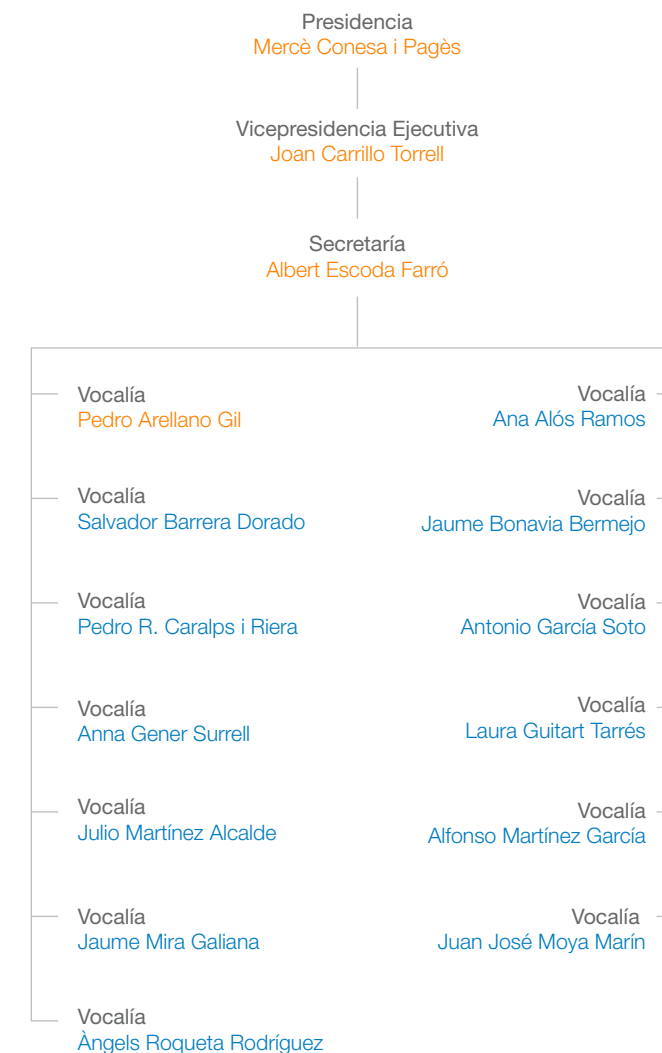 Presidencia
Mercè Conesa i Pagès
Vicepresidencia Ejecutiva
Joan Carrillo Torrell
Secretaría
Albert Escoda Farró
Vocalía
Pedro Arellano Gil
Vocalía
Ana Alós Ramos
Vocalía
Salvador Barrera Dorado
Vocalía
Jaume Bonavia Bermejo
Vocalía
Pedro R. Caralps i Riera
Vocalía
Antonio García Soto
Vocalía
Anna Gener Surrell
Vocalía
Laura Guitart Tarrés
Vocalía
Julio Martínez Alcalde
Vocalía
Alfonso Martínez García
Vocalía
Jaume Mira Galiana
Vocalía
Juan José Moya Marín
Vocalía
Àngels Roqueta Rodríguez